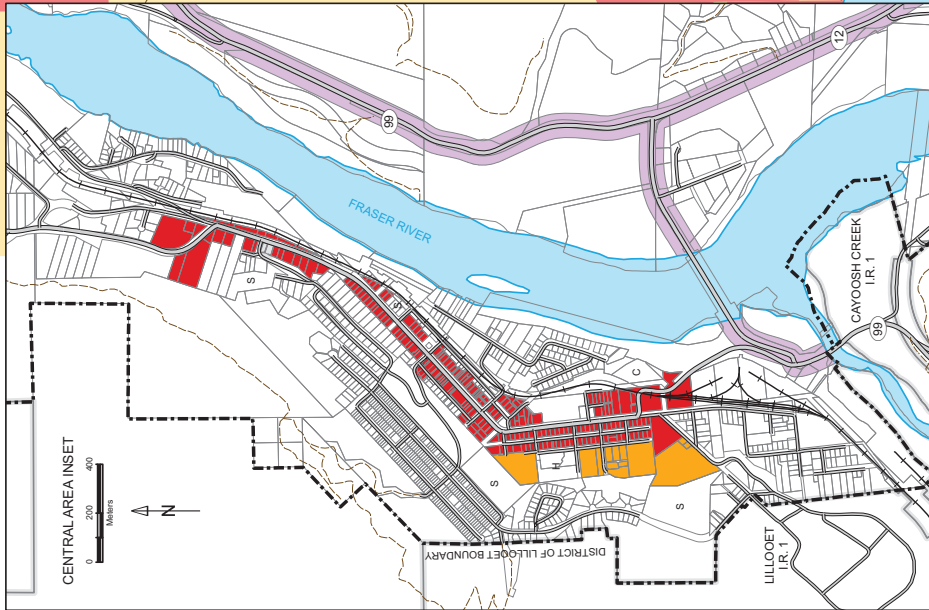 CENTRAL AREA INSET
0 200 400
Meters
N
FRASER RIVER
99
12
99
CAYOOSH CREEK
I.R. 1
LILLOOET
I.R. 1
DISTRICT OF LILLOOET BOUNDARY
S
S
S
H
S
C